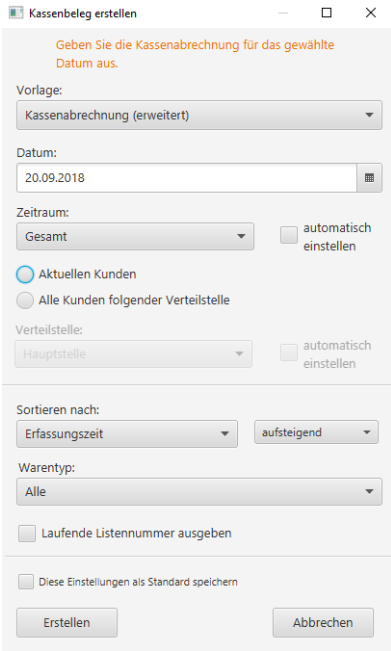 Kassenbeleg erstellen
Geben Sie die Kassenabrechnung für das gewählte
Datum aus.
Vorlage:
Kassenabrechnung (erweitert)
Datum:
20.09.2018
Zeitraum:
Gesamt
automatisch
einstellen
Aktuellen Kunden
Alle Kunden folgender Verteilstelle
Verteilstelle:
Hauptstelle
automatisch
einstellen
Sortieren nach:
Erfassungszeit
aufsteigend
Warentyp:
Alle
Laufende Listennummer ausgeben
Diese Einstellungen als Standard speichern
Erstellen
Abbrechen